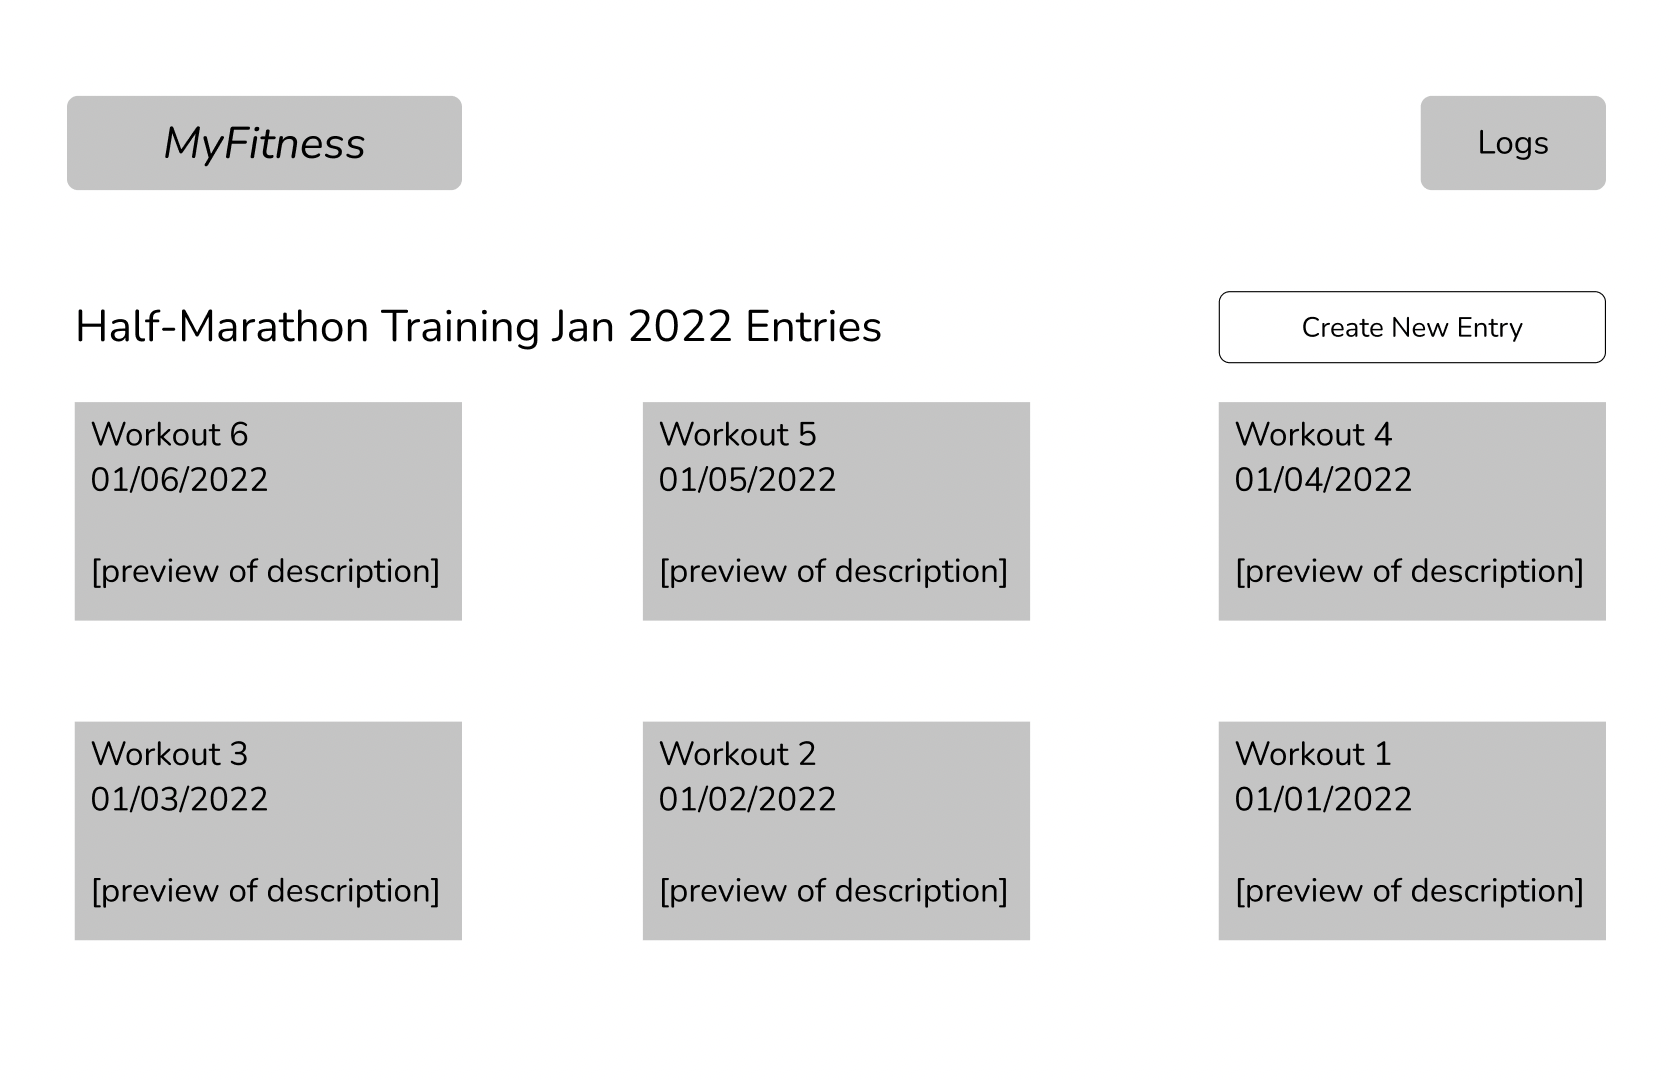 MyFitness
Logs
Half-Marathon Training Jan 2022 Entries
Create New Entry
Workout 6
01/06/2022
[preview of description]
Workout 5
01/05/2022
[preview of description]
Workout 4
01/04/2022
[preview of description]
Workout 3
01/03/2022
[preview of description]
Workout 2
01/02/2022
[preview of description]
Workout 1
01/01/2022
[preview of description]